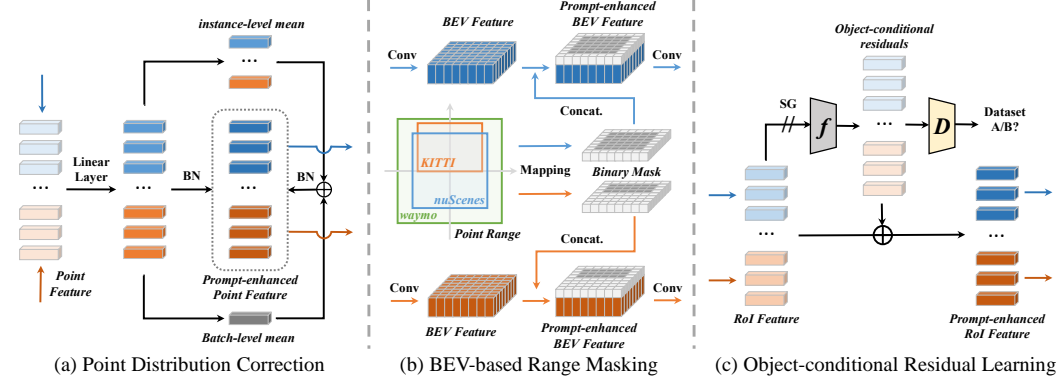 instance-level mean
...
Linear
Layer
...
...
BN
...
BN
Point
Feature
Prompt-enhanced
Point Feature
Batch-level mean
(a) Point Distribution Correction
BEV Feature
Prompt-enhanced
BEV Feature
Conv
Conv
Concat.
KITTI
nuScenes
waymo
Mapping
Binary Mask
Point Range
Concat.
Conv
Conv
BEV Feature
Prompt-enhanced
BEV Feature
(b) BEV-based Range Masking
Object-conditional
residuals
SG
f
...
D
Dataset
A/B?
...
...
RoI Feature
Prompt-enhanced
RoI Feature
(c) Object-conditional Residual Learning